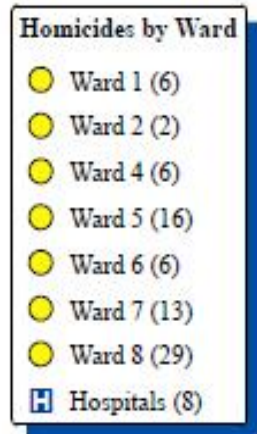 Homicides by Ward
Ward 1 (6)
Ward 2 (2)
Ward 4 (6)
Ward 5 (16)
Ward 6 (6)
Ward 7 (13)
Ward 8 (29)
H Hospitals (8)